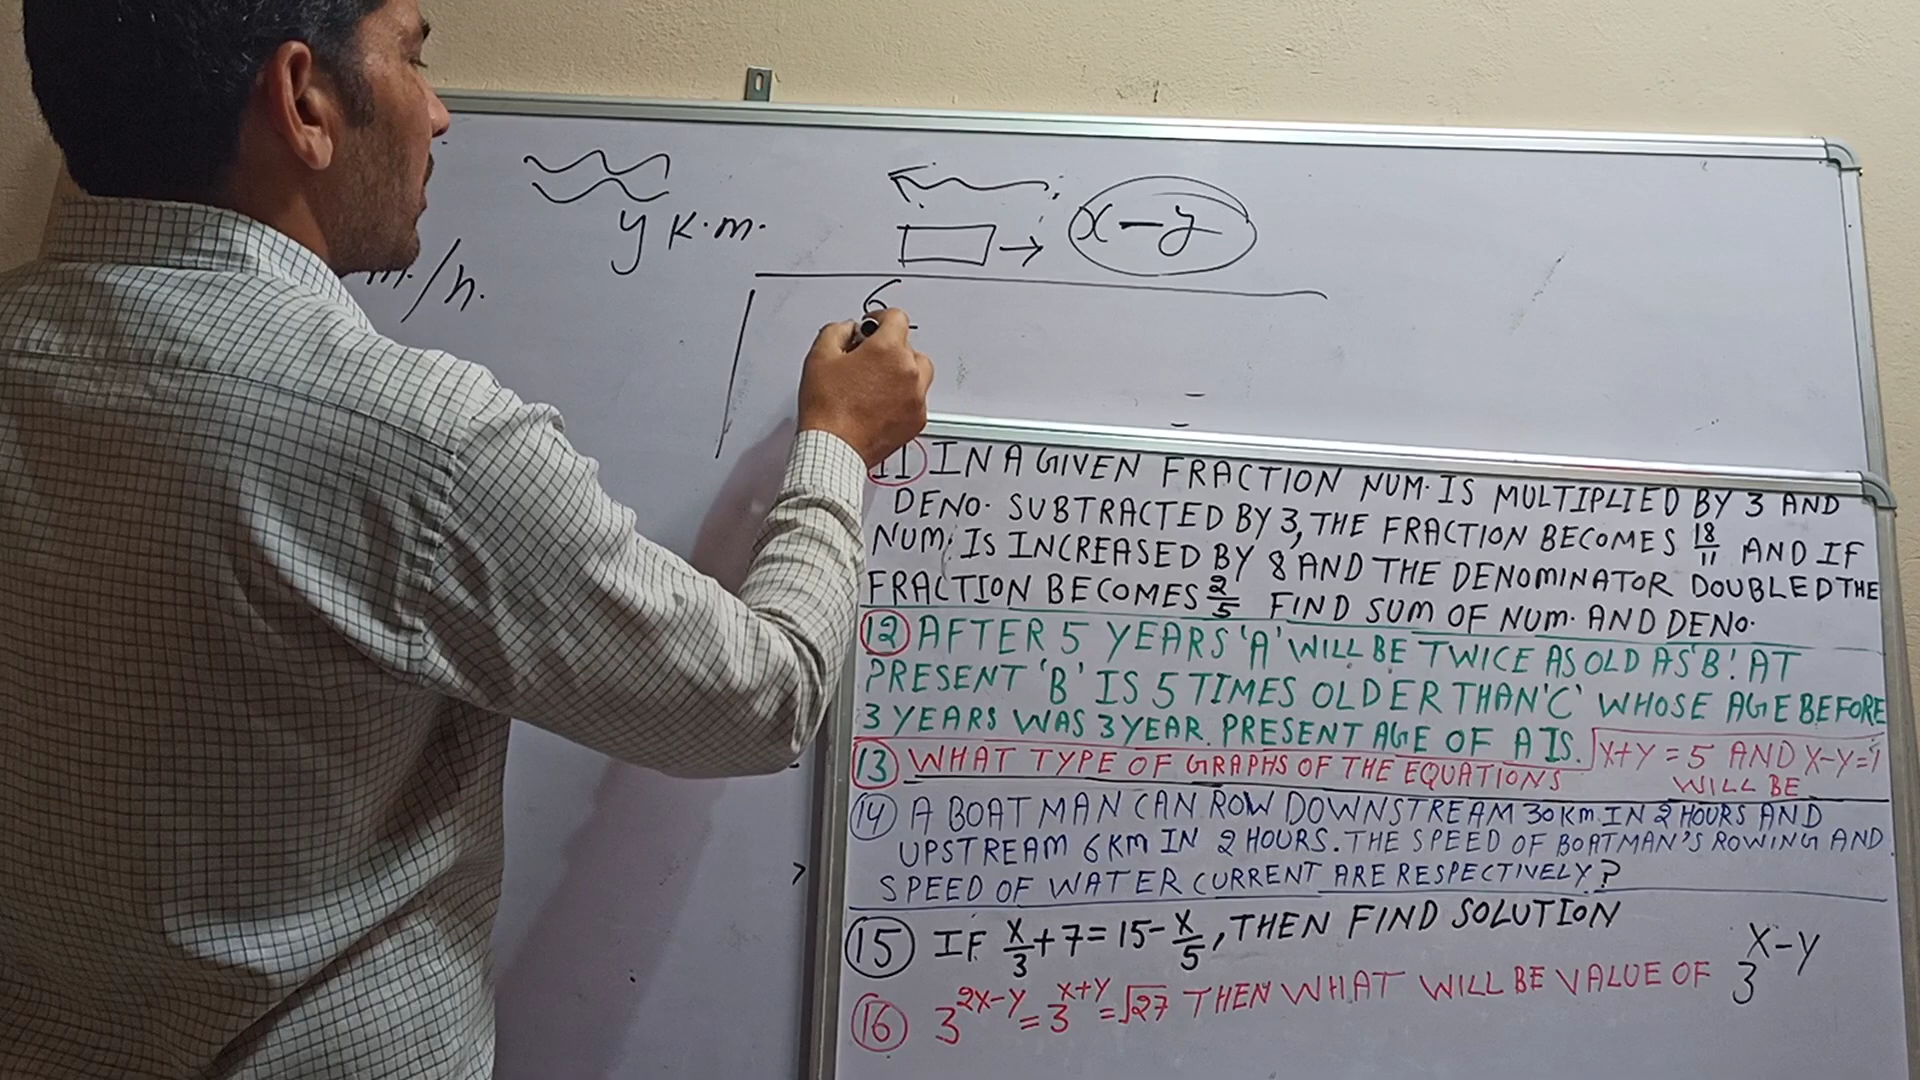 y K.m.
x-y
m./h.
6
11 IN A GIVEN FRACTION NUM. IS MULTIPLIED BY 3 AND
DENO. SUBTRACTED BY 3, THE FRACTION BECOMES 18/11 AND IF
NUM. IS INCREASED BY 8 AND THE DENOMINATOR DOUBLED THE
FRACTION BECOMES 2/5 FIND SUM OF NUM. AND DENO.
12 AFTER 5 YEARS 'A' WILL BE TWICE AS OLD AS 'B'. AT
PRESENT 'B' IS 5 TIMES OLDER THAN 'C' WHOSE AGE BEFORE
3 YEARS WAS 3 YEAR. PRESENT AGE OF A IS.
13 WHAT TYPE OF GRAPHS OF THE EQUATIONS X+Y=5 AND X-Y=1
WILL BE
14 A BOATMAN CAN ROW DOWNSTREAM 30 Km. IN 2 HOURS AND
UPSTREAM 6 KM IN 2 HOURS. THE SPEED OF BOATMAN'S ROWING AND
SPEED OF WATER CURRENT ARE RESPECTIVELY?
15 IF x/3+7=15-x/5, THEN FIND SOLUTION
16 3^2x-y=3^x+y=√27 THEN WHAT WILL BE VALUE OF 3^x-y